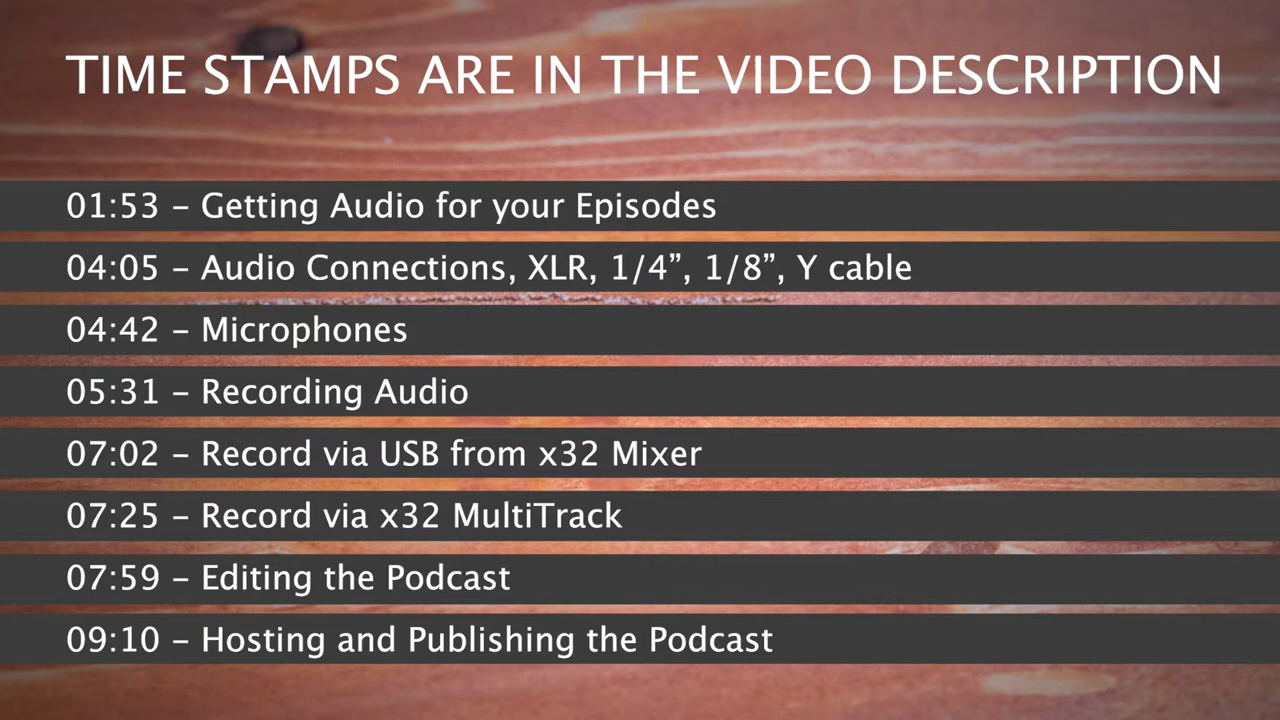 TIME STAMPS ARE IN THE VIDEO DESCRIPTION
01:53 – Getting Audio for your Episodes
04:05 – Audio Connections, XLR, 1/4”, 1/8”, Y cable
04:42 – Microphones
05:31 – Recording Audio
07:02 – Record via USB from x32 Mixer
07:25 – Record via x32 MultiTrack
07:59 – Editing the Podcast
09:10 – Hosting and Publishing the Podcast